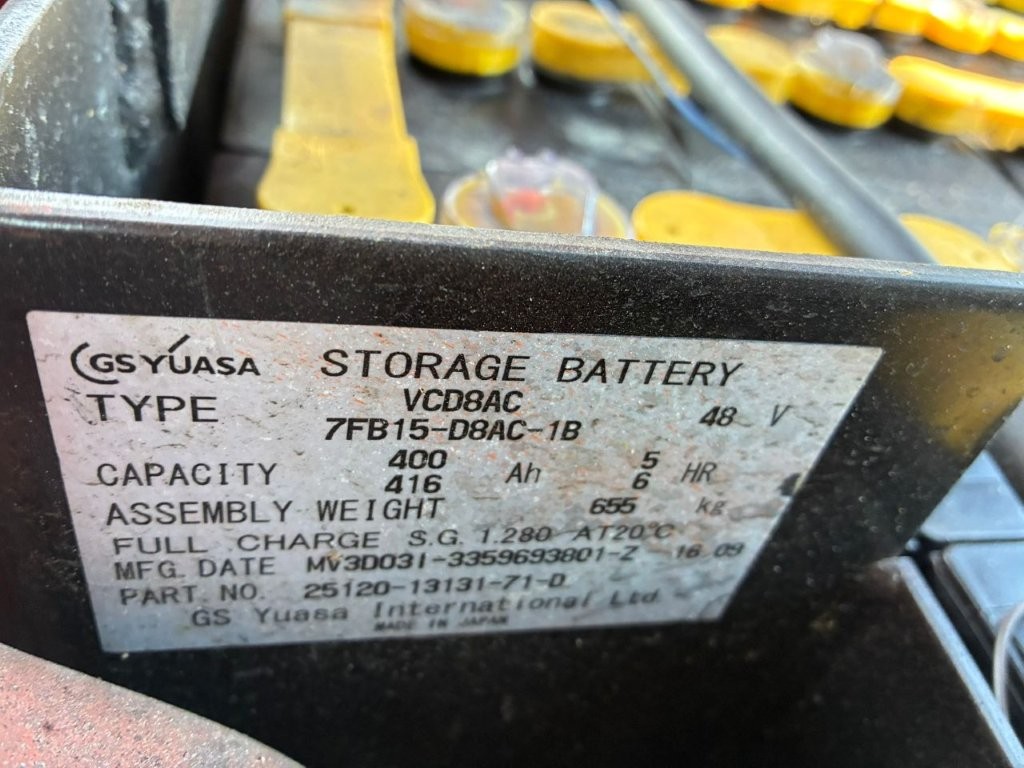 GS YUASA STORAGE BATTERY
TYPE VCD8AC 48 V
7FB15-D8AC-1B
CAPACITY 400 Ah 5 HR
416 6
ASSEMBLY WEIGHT 655 kg
FULL CHARGE S.G. 1.280 AT20°C
MFG. DATE MV3D03I-3359693801-Z 16.09
PART. NO. 25120-13131-71-D
GS Yuasa International Ltd
MADE IN JAPAN